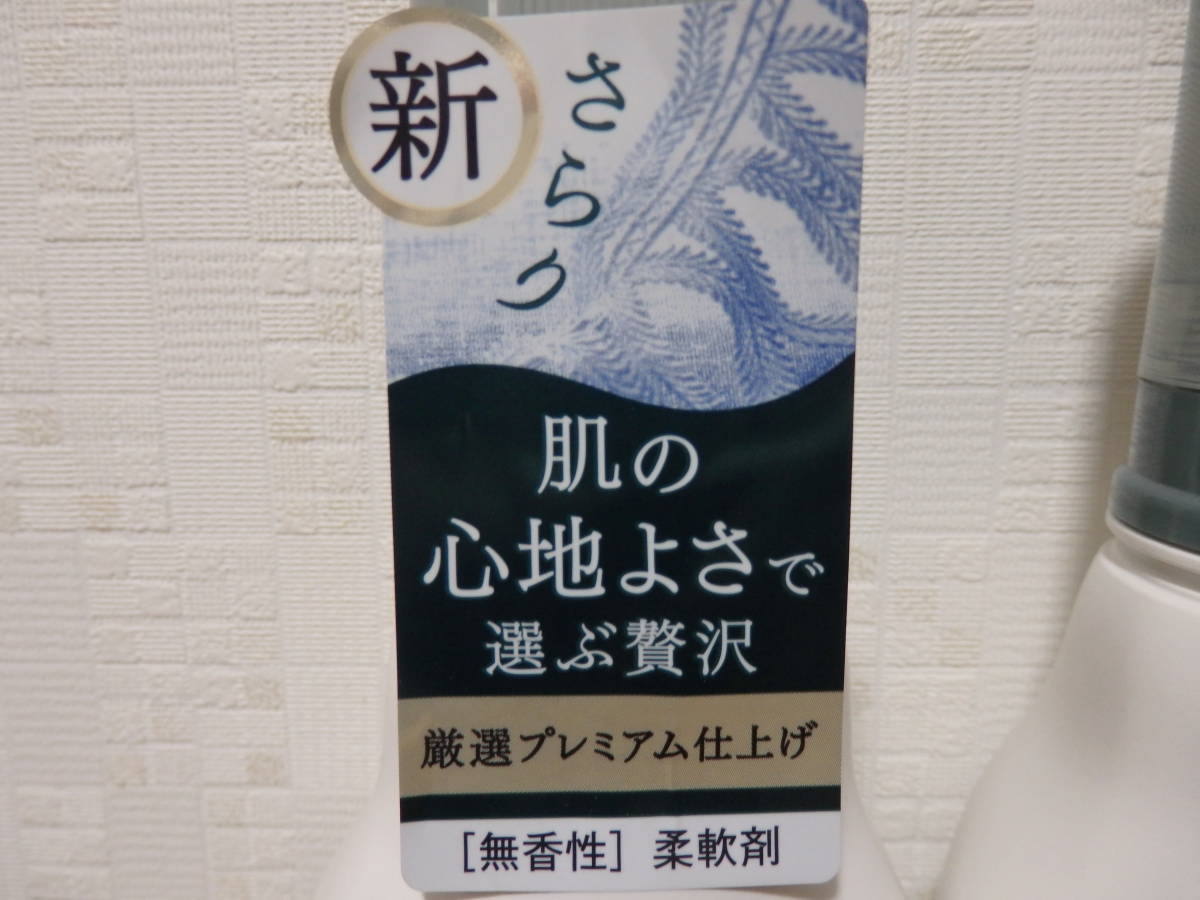 新
さらり
肌の
心地よさで
選ぶ贅沢
厳選プレミアム仕上げ
[無香性] 柔軟剤